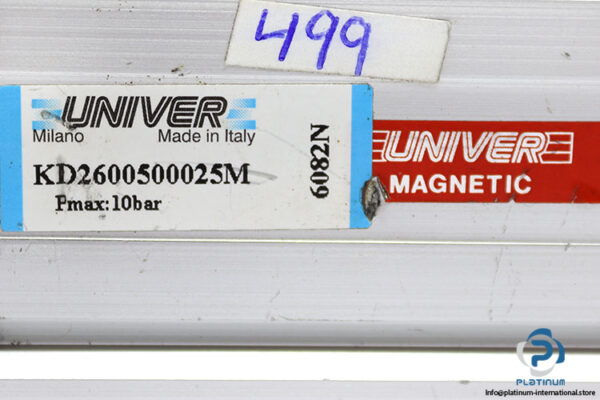 499
UNIVER
Milano Made in Italy
KD2600500025M
Pmax:10bar
6082N
UNIVER
MAGNETIC
PLATINUM
Info@platinum-international.store